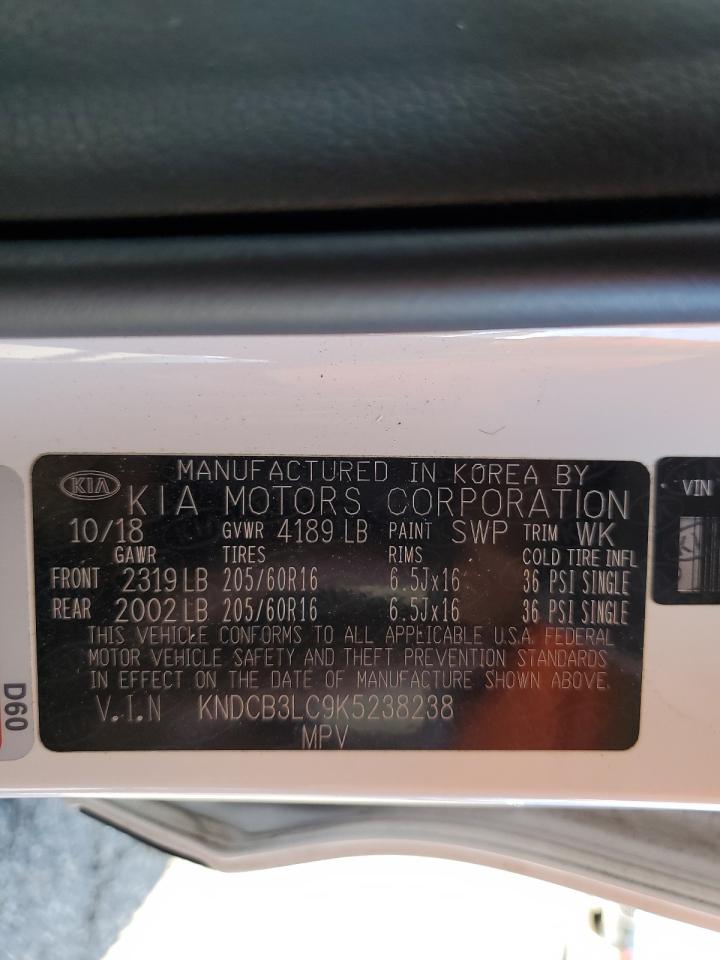 MANUFACTURED IN KOREA BY
KIA KIA MOTORS CORPORATION
10/18 GVWR 4189 LB PAINT SWP TRIM WK
GAWR TIRES RIMS COLD TIRE INFL
FRONT 2319 LB 205/60R16 6.5Jx16 36 PSI SINGLE
REAR 2002 LB 205/60R16 6.5Jx16 36 PSI SINGLE
THIS VEHICLE CONFORMS TO ALL APPLICABLE U.S.A. FEDERAL
MOTOR VEHICLE SAFETY AND THEFT PREVENTION STANDARDS
IN EFFECT ON THE DATE OF MANUFACTURE SHOWN ABOVE.
V.I.N KNDCB3LC9K5238238
MPV
D60
VIN